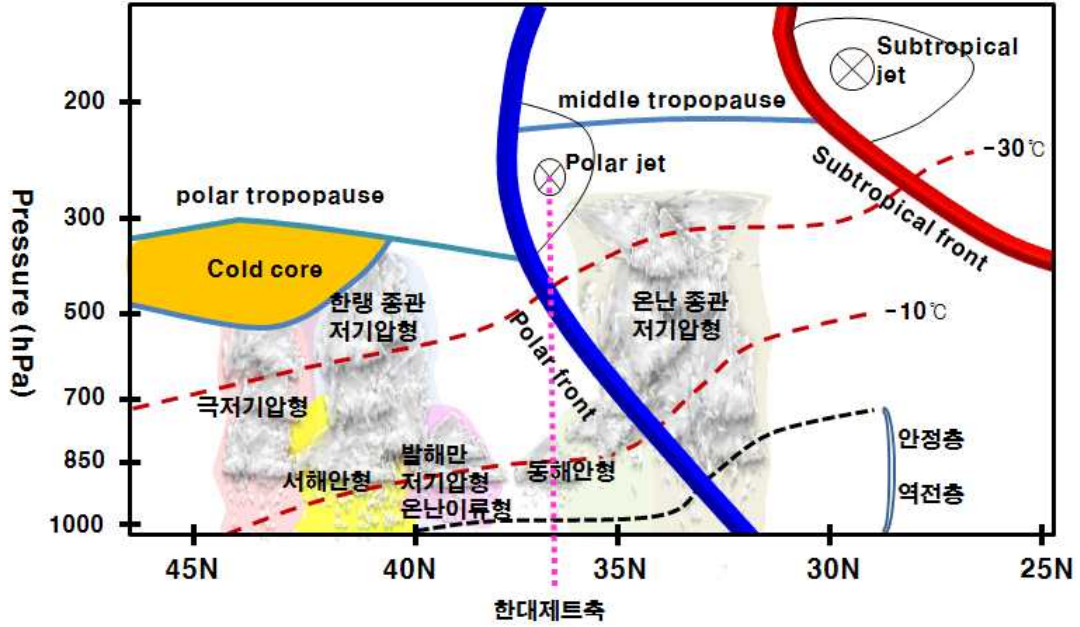 Subtropical
jet
200
middle tropopause
Polar jet
-30℃
Subtropical front
polar tropopause
300
Cold core
Pressure (hPa)
한랭 종관
저기압형
온난 종관
저기압형
500
-10℃
Polar front
700
극저기압형
발해만
저기압형
온난이류형
안정층
850
서해안형
동해안형
역전층
1000
45N
40N
35N
30N
25N
한대제트축